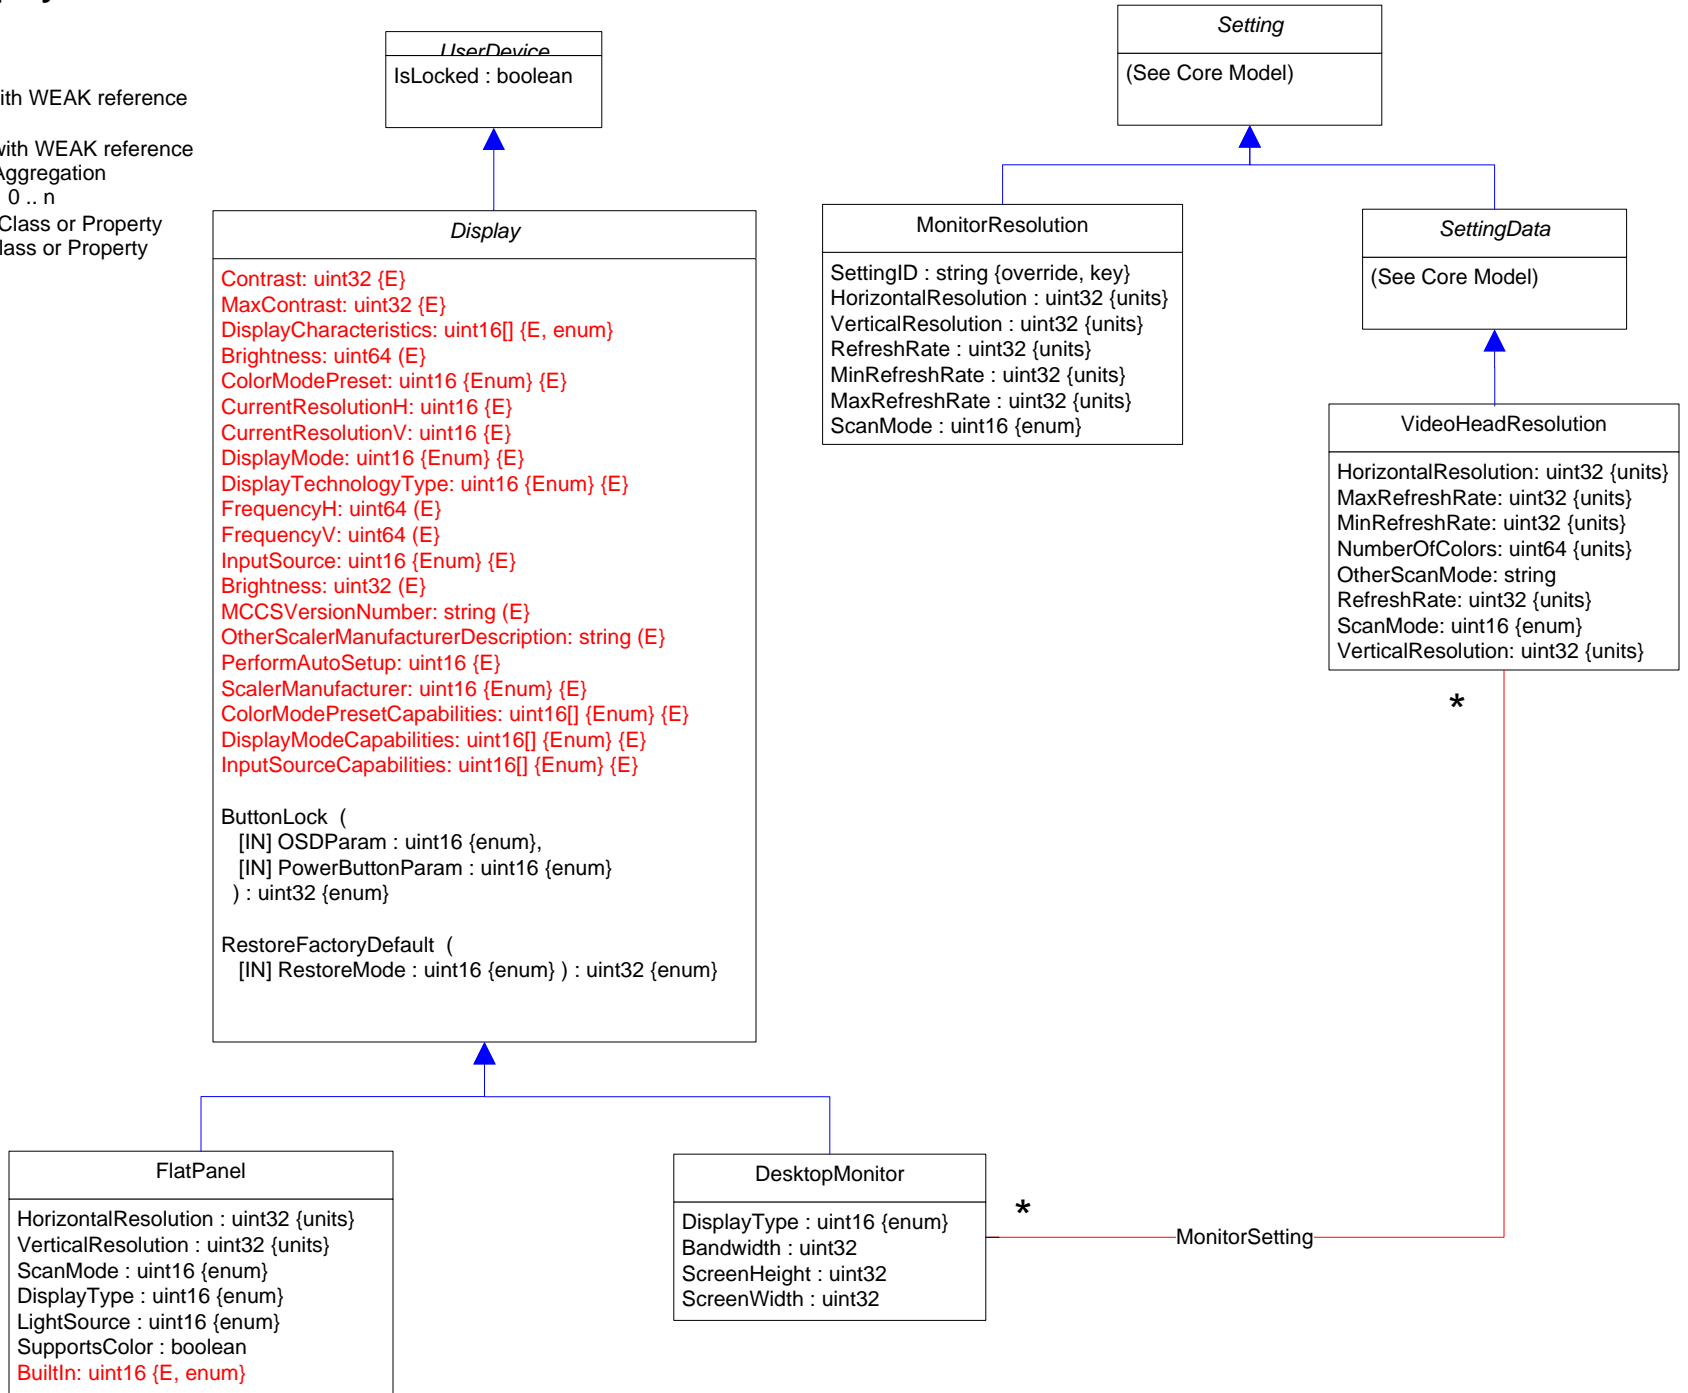 with WEAK reference
with WEAK reference
Aggregation
0 .. n
Class or Property
Class or Property
UserDevice
IsLocked : boolean
Setting
(See Core Model)
Display
Contrast: uint32 {E}
MaxContrast: uint32 {E}
DisplayCharacteristics: uint16[] {E, enum}
Brightness: uint64 (E}
ColorModePreset: uint16 {Enum} {E}
CurrentResolutionH: uint16 {E}
CurrentResolutionV: uint16 {E}
DisplayMode: uint16 {Enum} {E}
DisplayTechnologyType: uint16 {Enum} {E}
FrequencyH: uint64 (E}
FrequencyV: uint64 (E}
InputSource: uint16 {Enum} {E}
Brightness: uint32 (E}
MCCSVersionNumber: string (E}
OtherScalerManufacturerDescription: string (E}
PerformAutoSetup: uint16 {E}
ScalerManufacturer: uint16 {Enum} {E}
ColorModePresetCapabilities: uint16[] {Enum} {E}
DisplayModeCapabilities: uint16[] {Enum} {E}
InputSourceCapabilities: uint16[] {Enum} {E}
ButtonLock (
[IN] OSDParam : uint16 {enum},
[IN] PowerButtonParam : uint16 {enum}
) : uint32 {enum}
RestoreFactoryDefault (
[IN] RestoreMode : uint16 {enum} ) : uint32 {enum}
MonitorResolution
SettingID : string {override, key}
HorizontalResolution : uint32 {units}
VerticalResolution : uint32 {units}
RefreshRate : uint32 {units}
MinRefreshRate : uint32 {units}
MaxRefreshRate : uint32 {units}
ScanMode : uint16 {enum}
SettingData
(See Core Model)
VideoHeadResolution
HorizontalResolution: uint32 {units}
MaxRefreshRate: uint32 {units}
MinRefreshRate: uint32 {units}
NumberOfColors: uint64 {units}
OtherScanMode: string
RefreshRate: uint32 {units}
ScanMode: uint16 {enum}
VerticalResolution: uint32 {units}
*
FlatPanel
HorizontalResolution : uint32 {units}
VerticalResolution : uint32 {units}
ScanMode : uint16 {enum}
DisplayType : uint16 {enum}
LightSource : uint16 {enum}
SupportsColor : boolean
BuiltIn: uint16 {E, enum}
DesktopMonitor
DisplayType : uint16 {enum}
Bandwidth : uint32
ScreenHeight : uint32
ScreenWidth : uint32
*
MonitorSetting